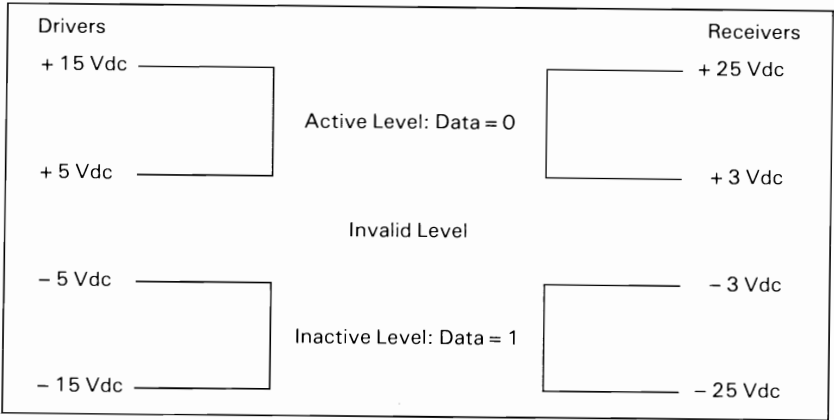 Drivers
Receivers
+ 15 Vdc
+ 25 Vdc
Active Level: Data = 0
+ 5 Vdc
+ 3 Vdc
Invalid Level
– 5 Vdc
– 3 Vdc
Inactive Level: Data = 1
– 15 Vdc
– 25 Vdc